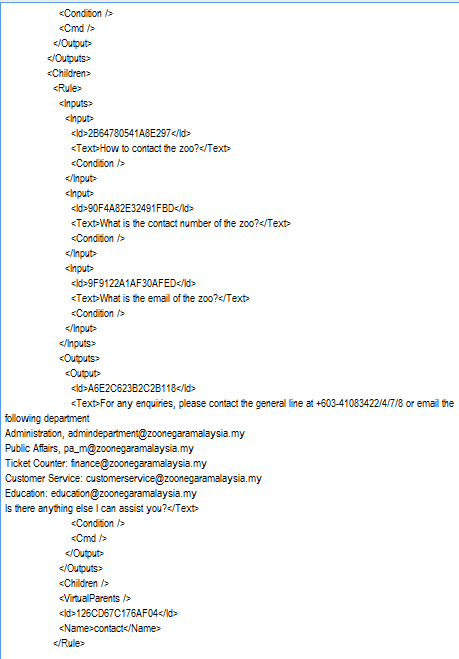 <Condition />
<Cmd />
</Output>
</Outputs>
<Children>
<Rule>
<Inputs>
<Input>
<Id>2B64780541A8E297</Id>
<Text>How to contact the zoo?</Text>
<Condition />
</Input>
<Input>
<Id>90F4A82E32491FBD</Id>
<Text>What is the contact number of the zoo?</Text>
<Condition />
</Input>
<Input>
<Id>9F9122A1AF30AFED</Id>
<Text>What is the email of the zoo?</Text>
<Condition />
</Input>
</Inputs>
<Outputs>
<Output>
<Id>A6E2C623B2C2B118</Id>
<Text>For any enquiries, please contact the general line at +603-41083422/4/7/8 or email the
following department
Administration, admindepartment@zoonegaramalaysia.my
Public Affairs, pa_m@zoonegaramalaysia.my
Ticket Counter: finance@zoonegaramalaysia.my
Customer Service: customerservice@zoonegaramalaysia.my
Education: education@zoonegaramalaysia.my
Is there anything else I can assist you?</Text>
<Condition />
<Cmd />
</Output>
</Outputs>
<Children />
<VirtualParents />
<Id>126CD67C176AF04</Id>
<Name>contact</Name>
</Rule>